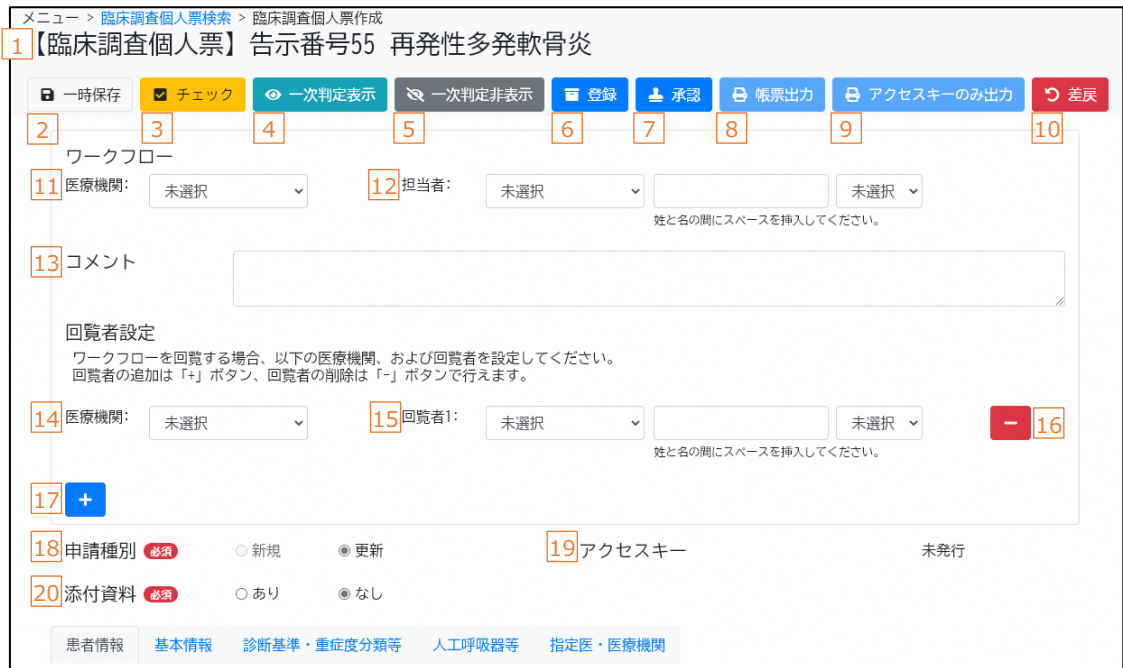 メニュー > 臨床調査個人票検索 > 臨床調査個人票作成
1 【臨床調査個人票】告示番号55 再発性多発軟骨炎
一時保存 チェック 一次判定表示 一次判定非表示 登録 承認 帳票出力 アクセスキーのみ出力 差戻
2 3 4 5 6 7 8 9 10
ワークフロー
11 医療機関: 未選択 12 担当者: 未選択 未選択
姓と名の間にスペースを挿入してください。
13 コメント
回覧者設定
ワークフローを回覧する場合、以下の医療機関、および回覧者を設定してください。
回覧者の追加は「+」ボタン、回覧者の削除は「-」ボタンで行えます。
14 医療機関: 未選択 15 回覧者1: 未選択 未選択 − 16
姓と名の間にスペースを挿入してください。
17 +
18 申請種別 必須 新規 更新 19 アクセスキー 未発行
20 添付資料 必須 あり なし
患者情報 基本情報 診断基準・重症度分類等 人工呼吸器等 指定医・医療機関